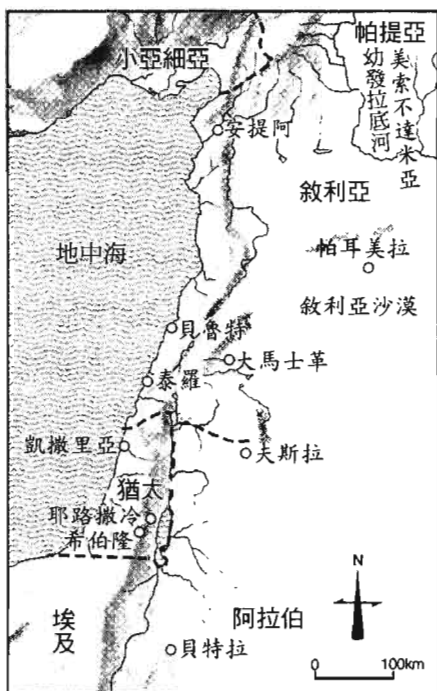 帕提亞
小亞細亞
美索不達米亞
幼發拉底河
安提阿
敘利亞
帕耳美拉
地中海
敘利亞沙漠
貝魯特
大馬士革
泰羅
凱撒里亞
夫斯拉
猶太
耶路撒冷
希伯隆
N
埃及
阿拉伯
貝特拉
0 100km